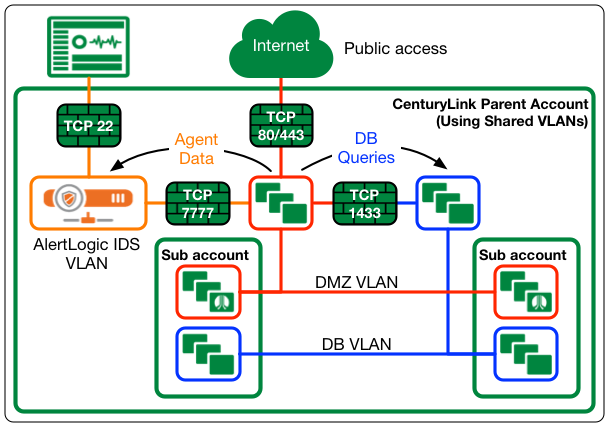 Internet
Public access
CenturyLink Parent Account
(Using Shared VLANs)
TCP 22
TCP
80/443
Agent
Data
DB
Queries
TCP
7777
TCP
1433
AlertLogic IDS
VLAN
Sub account
Sub account
DMZ VLAN
DB VLAN